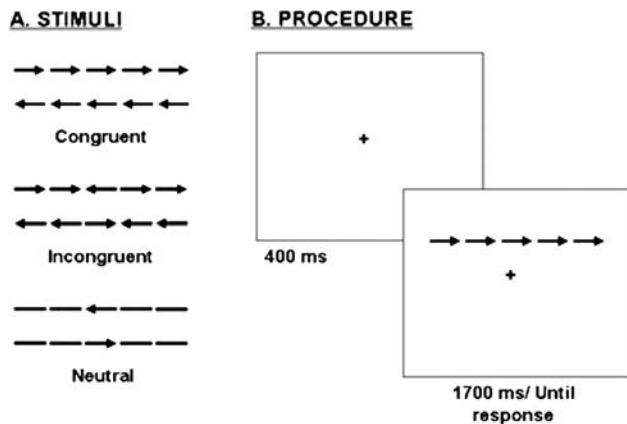 A. STIMULI
B. PROCEDURE
Congruent
Incongruent
Neutral
400 ms
1700 ms/ Until
response